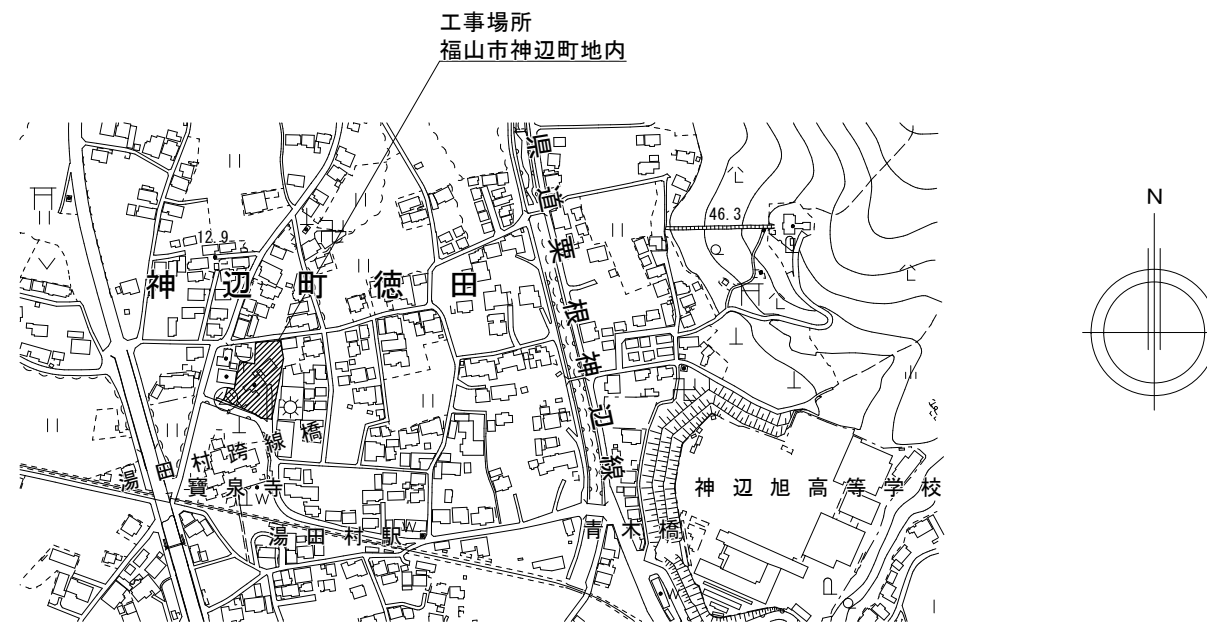 工事場所
福山市神辺町地内
N
県道粟根神辺線
46.3
12.9
神辺町徳田
湯田村跨線橋
寶泉寺
神辺旭高等学校
湯田村駅
青木橋